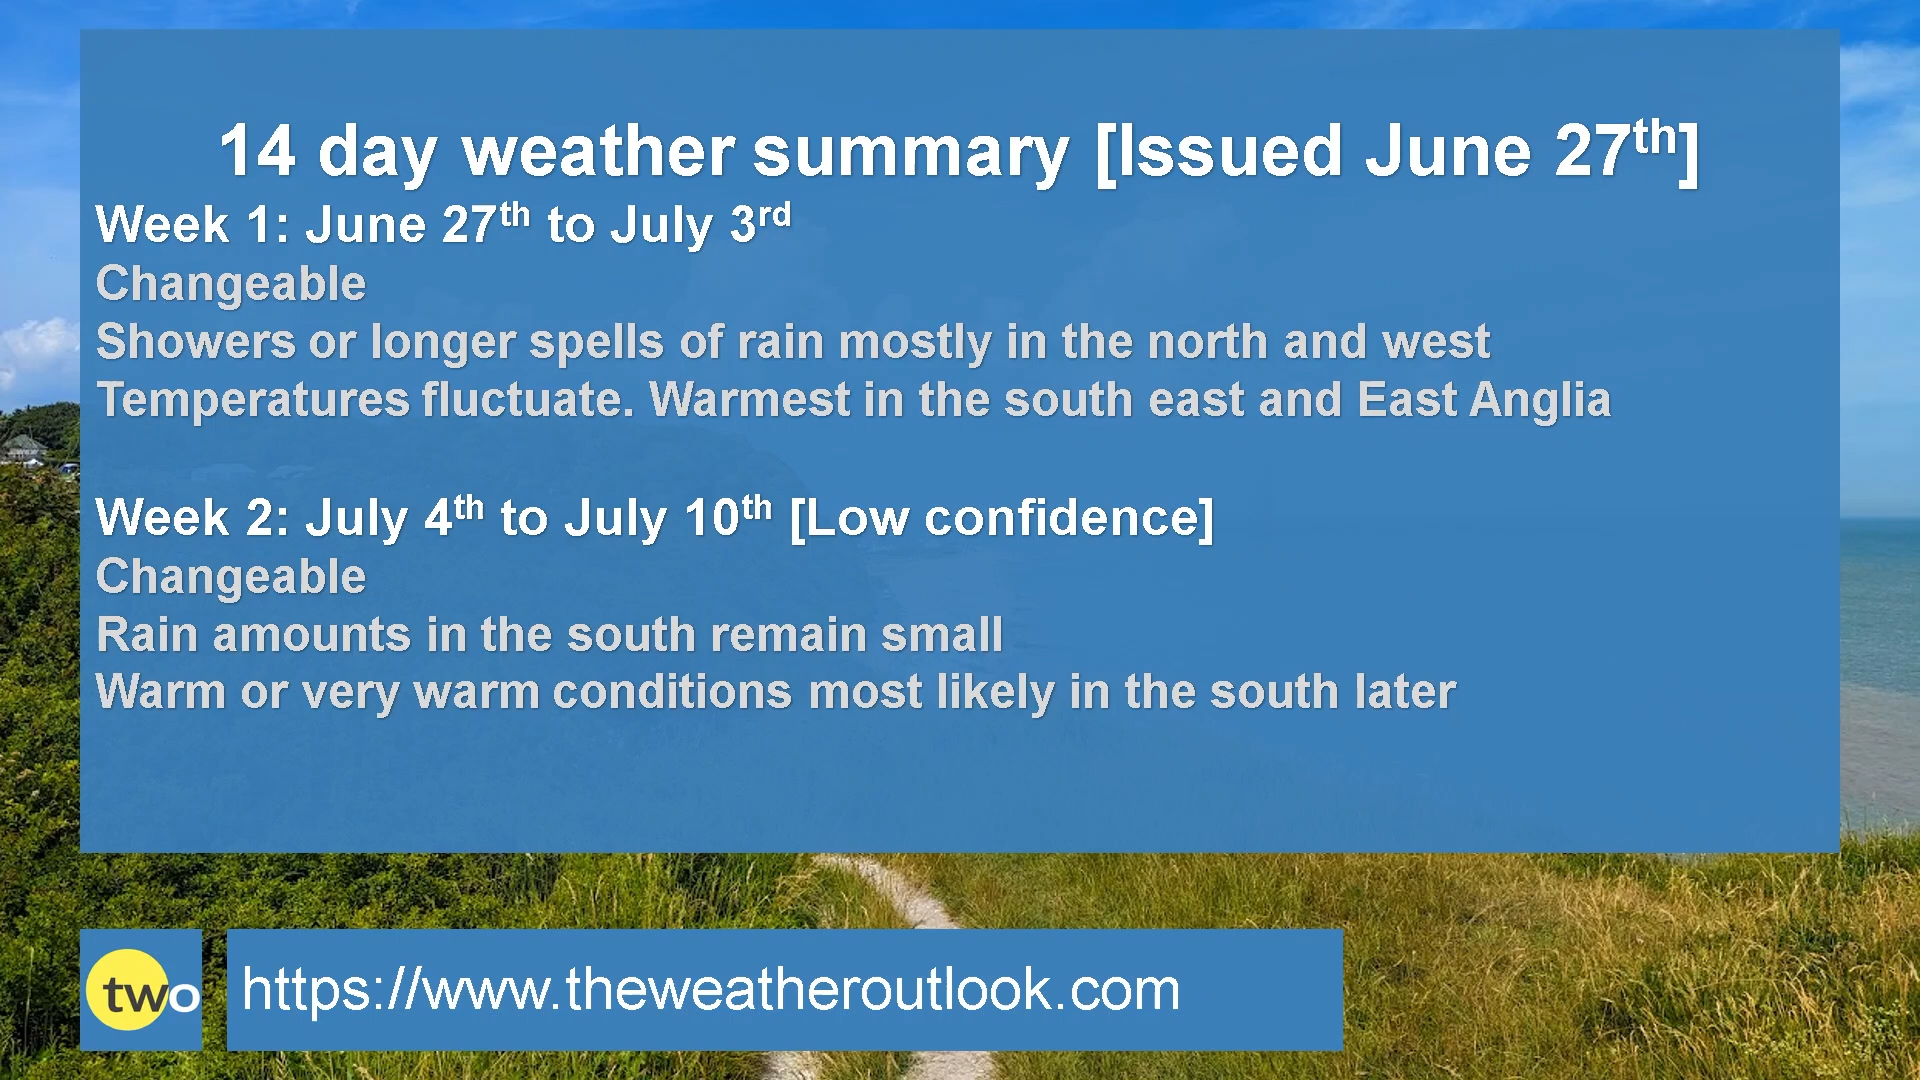 14 day weather summary [Issued June 27th]
Week 1: June 27th to July 3rd
Changeable
Showers or longer spells of rain mostly in the north and west
Temperatures fluctuate. Warmest in the south east and East Anglia
Week 2: July 4th to July 10th [Low confidence]
Changeable
Rain amounts in the south remain small
Warm or very warm conditions most likely in the south later
two
https://www.theweatheroutlook.com